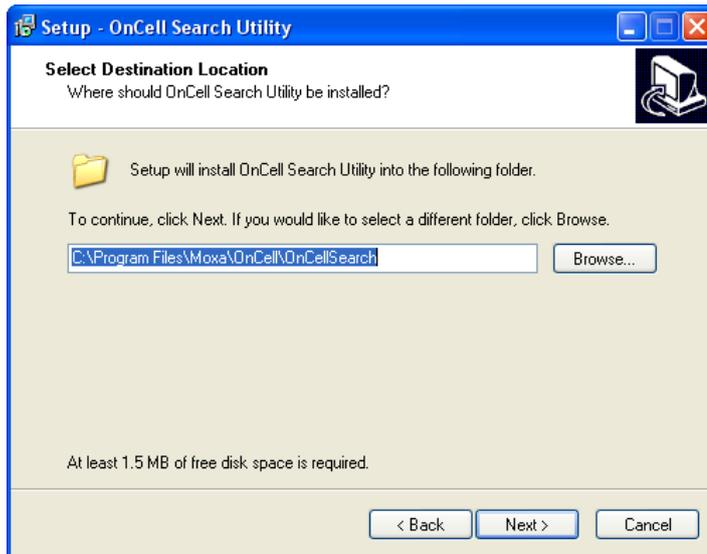 Setup - OnCell Search Utility
Select Destination Location
Where should OnCell Search Utility be installed?
Setup will install OnCell Search Utility into the following folder.
To continue, click Next. If you would like to select a different folder, click Browse.
C:\Program Files\Moxa\OnCell\OnCellSearch
Browse...
At least 1.5 MB of free disk space is required.
< Back
Next >
Cancel